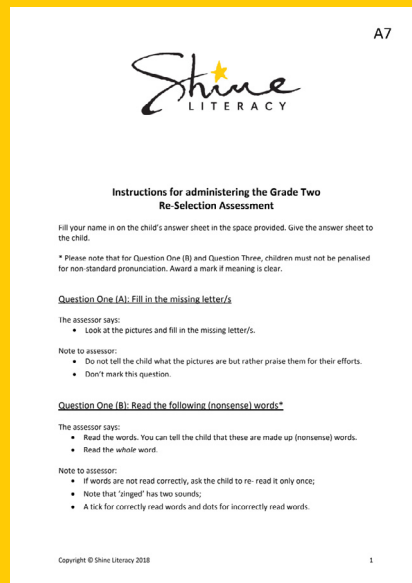 A7
Shine
LITERACY
Instructions for administering the Grade Two
Re-Selection Assessment
Fill your name in on the child's answer sheet in the space provided. Give the answer sheet to
the child.
* Please note that for Question One (B) and Question Three, children must not be penalised
for non-standard pronunciation. Award a mark if meaning is clear.
Question One (A): Fill in the missing letter/s
The assessor says:
• Look at the pictures and fill in the missing letter/s.
Note to assessor:
• Do not tell the child what the pictures are but rather praise them for their efforts.
• Don't mark this question.
Question One (B): Read the following (nonsense) words*
The assessor says:
• Read the words. You can tell the child that these are made up (nonsense) words.
• Read the whole word.
Note to assessor:
• If words are not read correctly, ask the child to re- read it only once;
• Note that 'zinged' has two sounds;
• A tick for correctly read words and dots for incorrectly read words.
Copyright © Shine Literacy 2018 1